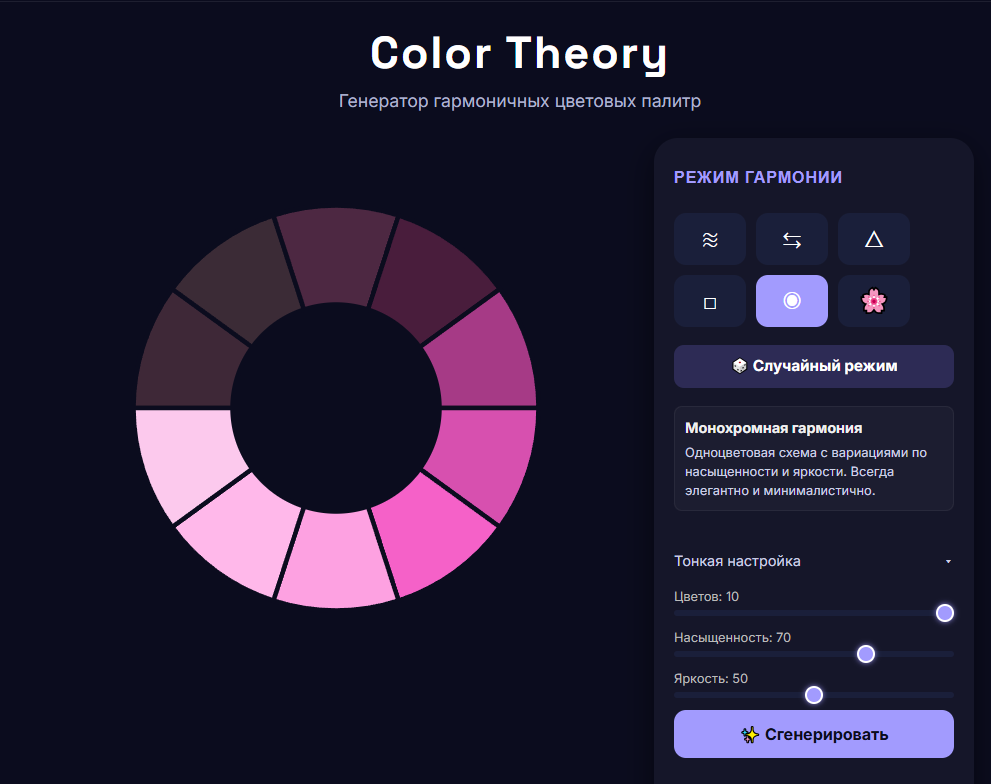 Color Theory
Генератор гармоничных цветовых палитр
РЕЖИМ ГАРМОНИИ
Случайный режим
Монохромная гармония
Одноцветовая схема с вариациями по
насыщенности и яркости. Всегда
элегантно и минималистично.
Тонкая настройка
Цветов: 10
Насыщенность: 70
Яркость: 50
Сгенерировать